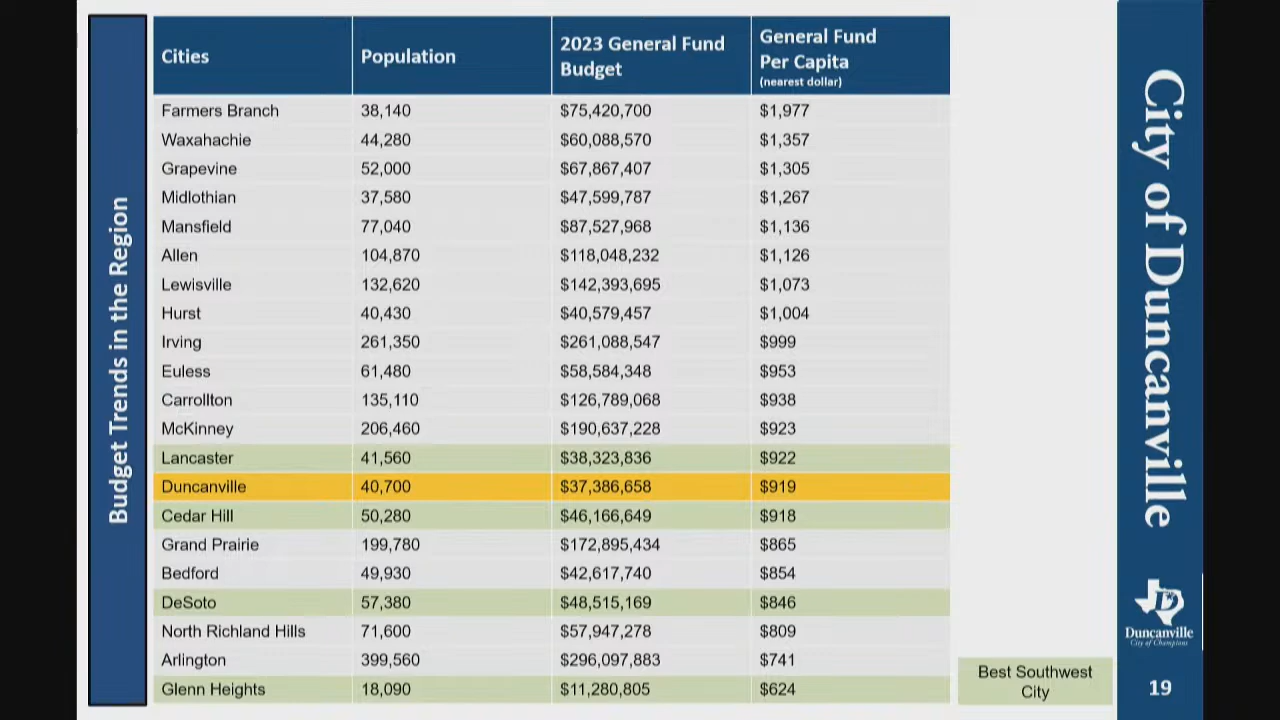 Budget Trends in the Region
Cities Population 2023 General Fund Budget General Fund Per Capita (nearest dollar)
Farmers Branch 38,140 $75,420,700 $1,977
Waxahachie 44,280 $60,088,570 $1,357
Grapevine 52,000 $67,867,407 $1,305
Midlothian 37,580 $47,599,787 $1,267
Mansfield 77,040 $87,527,968 $1,136
Allen 104,870 $118,048,232 $1,126
Lewisville 132,620 $142,393,695 $1,073
Hurst 40,430 $40,579,457 $1,004
Irving 261,350 $261,088,547 $999
Euless 61,480 $58,584,348 $953
Carrollton 135,110 $126,789,068 $938
McKinney 206,460 $190,637,228 $923
Lancaster 41,560 $38,323,836 $922
Duncanville 40,700 $37,386,658 $919
Cedar Hill 50,280 $46,166,649 $918
Grand Prairie 199,780 $172,895,434 $865
Bedford 49,930 $42,617,740 $854
DeSoto 57,380 $48,515,169 $846
North Richland Hills 71,600 $57,947,278 $809
Arlington 399,560 $296,097,883 $741
Glenn Heights 18,090 $11,280,805 $624
Best Southwest
City
City of Duncanville
D
Duncanville
City of Champions
19